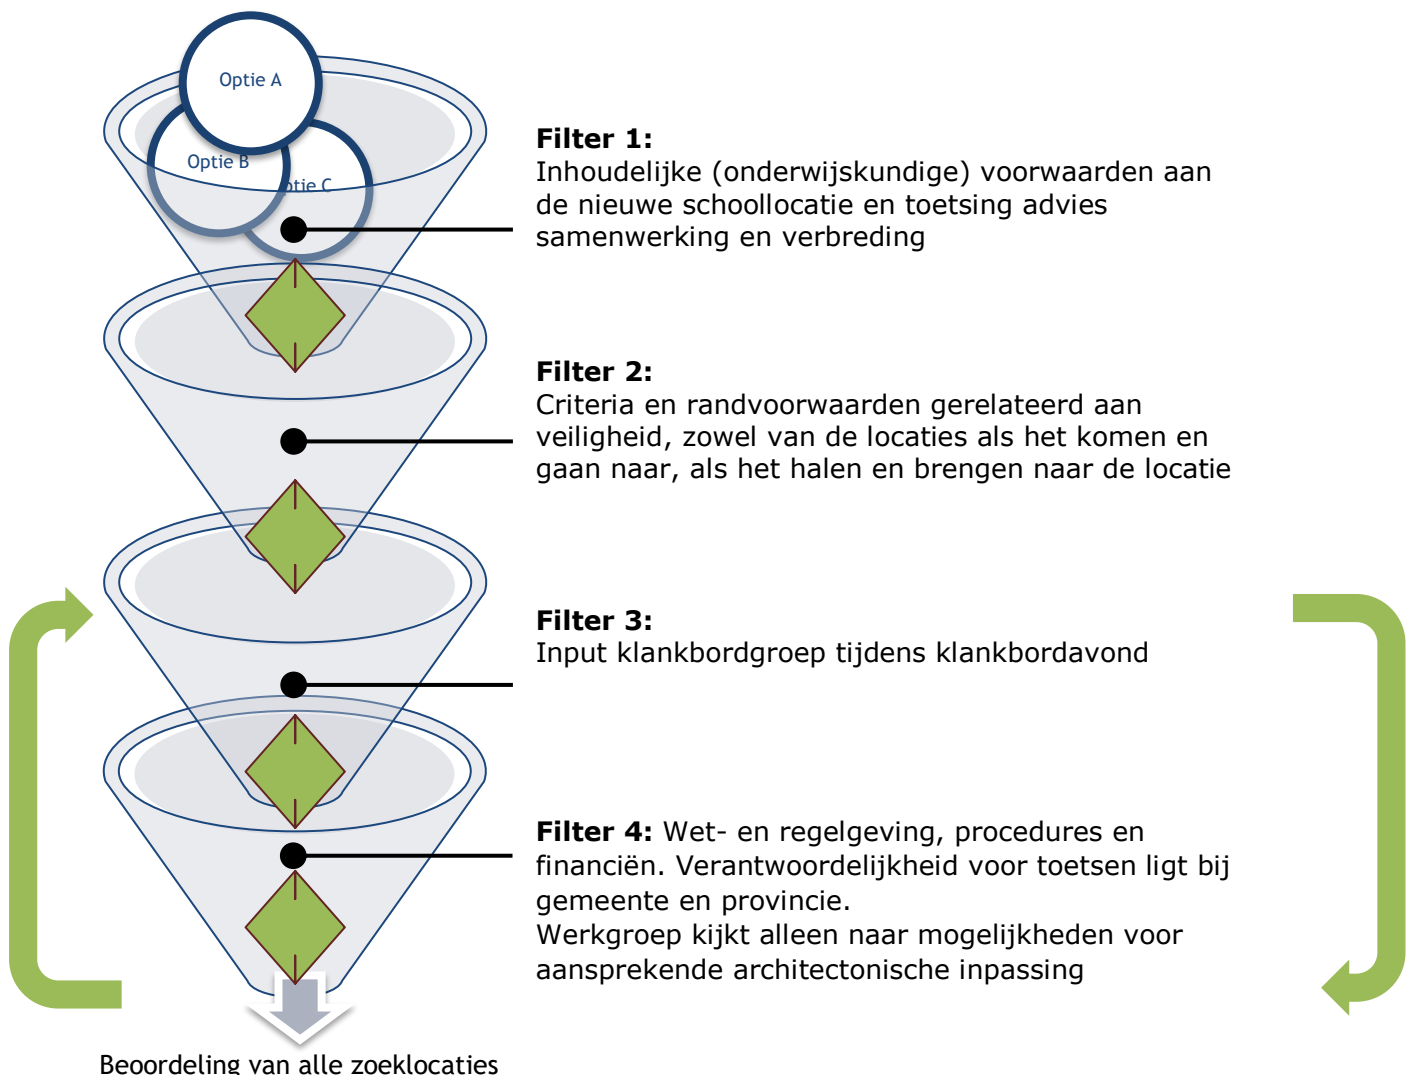 Optie A
Optie B
ptie C
Filter 1:
Inhoudelijke (onderwijskundige) voorwaarden aan
de nieuwe schoollocatie en toetsing advies
samenwerking en verbreding
Filter 2:
Criteria en randvoorwaarden gerelateerd aan
veiligheid, zowel van de locaties als het komen en
gaan naar, als het halen en brengen naar de locatie
Filter 3:
Input klankbordgroep tijdens klankbordavond
Filter 4: Wet- en regelgeving, procedures en
financiën. Verantwoordelijkheid voor toetsen ligt bij
gemeente en provincie.
Werkgroep kijkt alleen naar mogelijkheden voor
aansprekende architectonische inpassing
Beoordeling van alle zoeklocaties